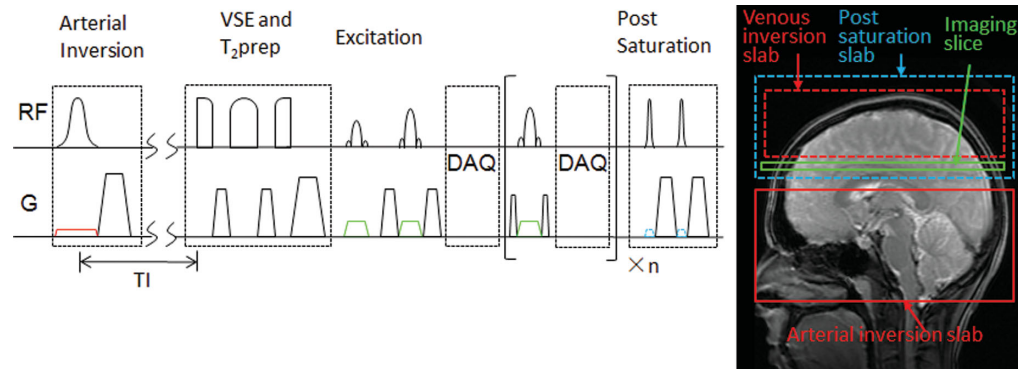 Arterial
Inversion
VSE and
T₂prep
Excitation
Post
Saturation
RF
DAQ
DAQ
G
TI
×n
Venous
inversion
slab
Post
saturation
slab
Imaging
slice
Arterial inversion slab